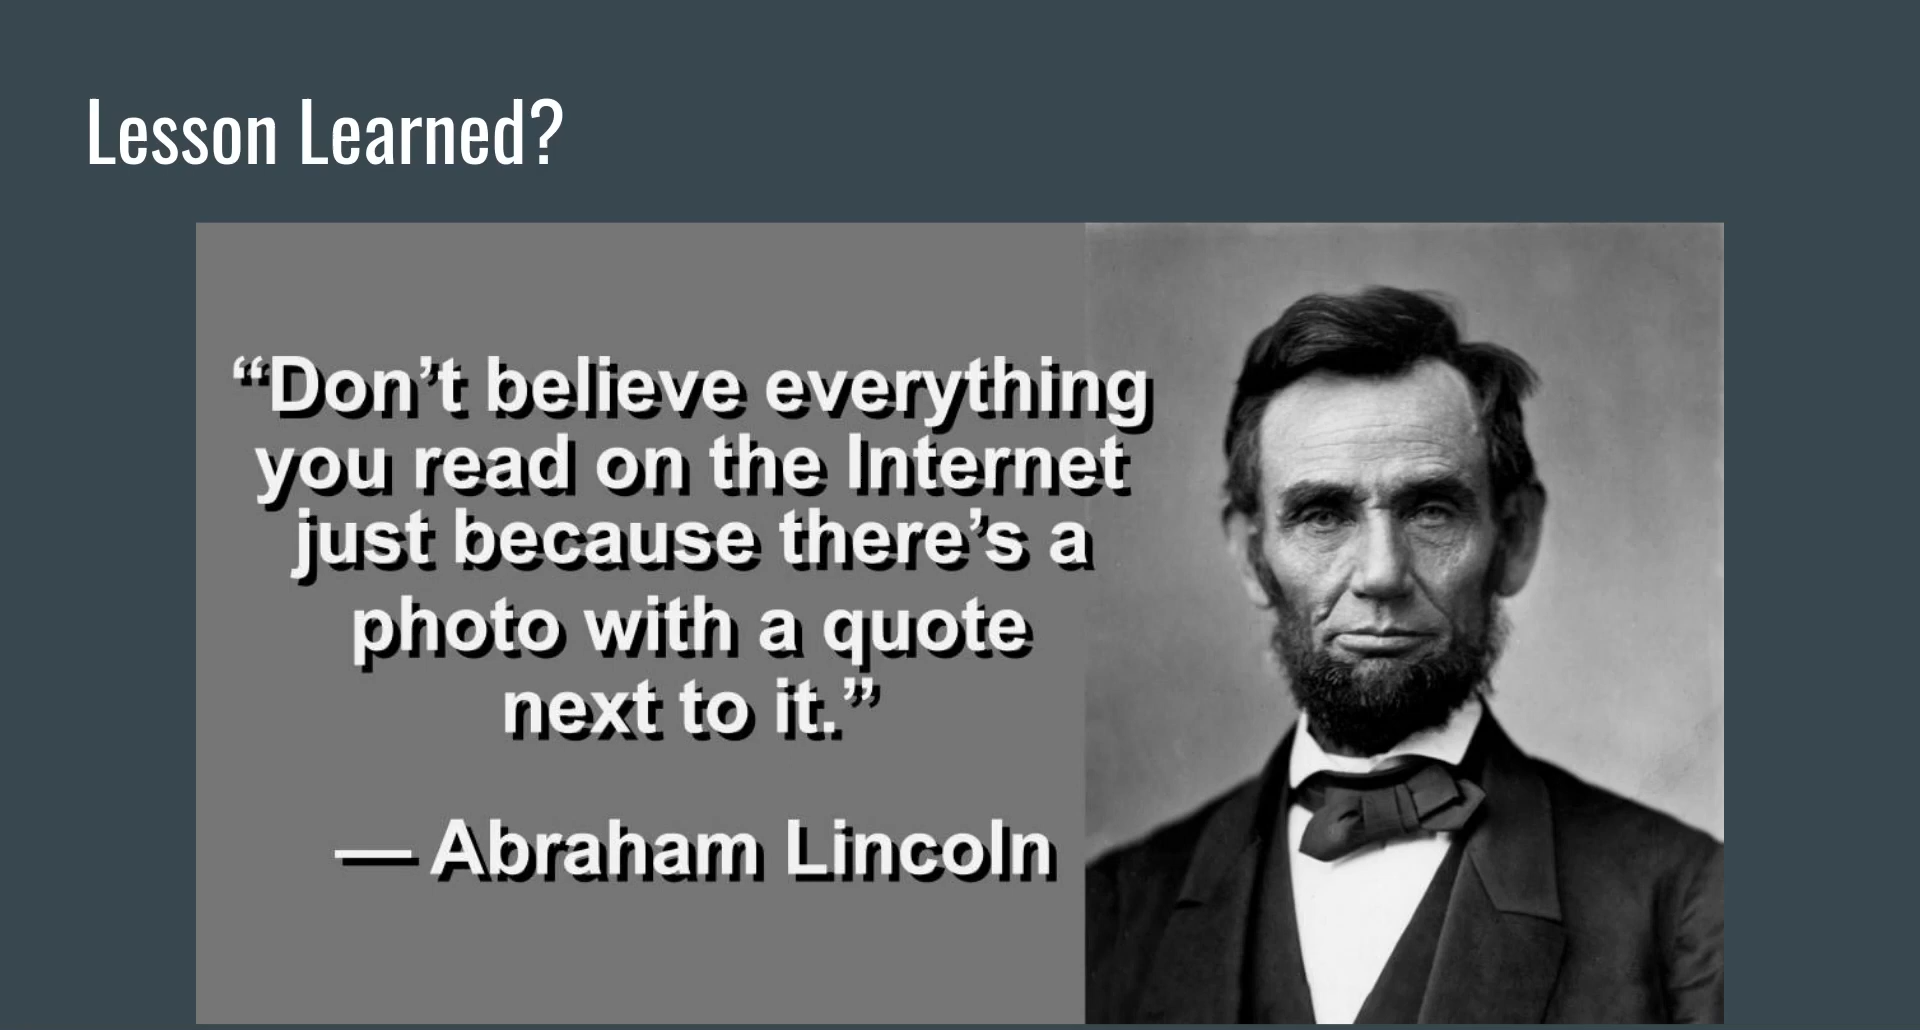 Lesson Learned?
“Don’t believe everything
you read on the Internet
just because there’s a
photo with a quote
next to it.”
— Abraham Lincoln